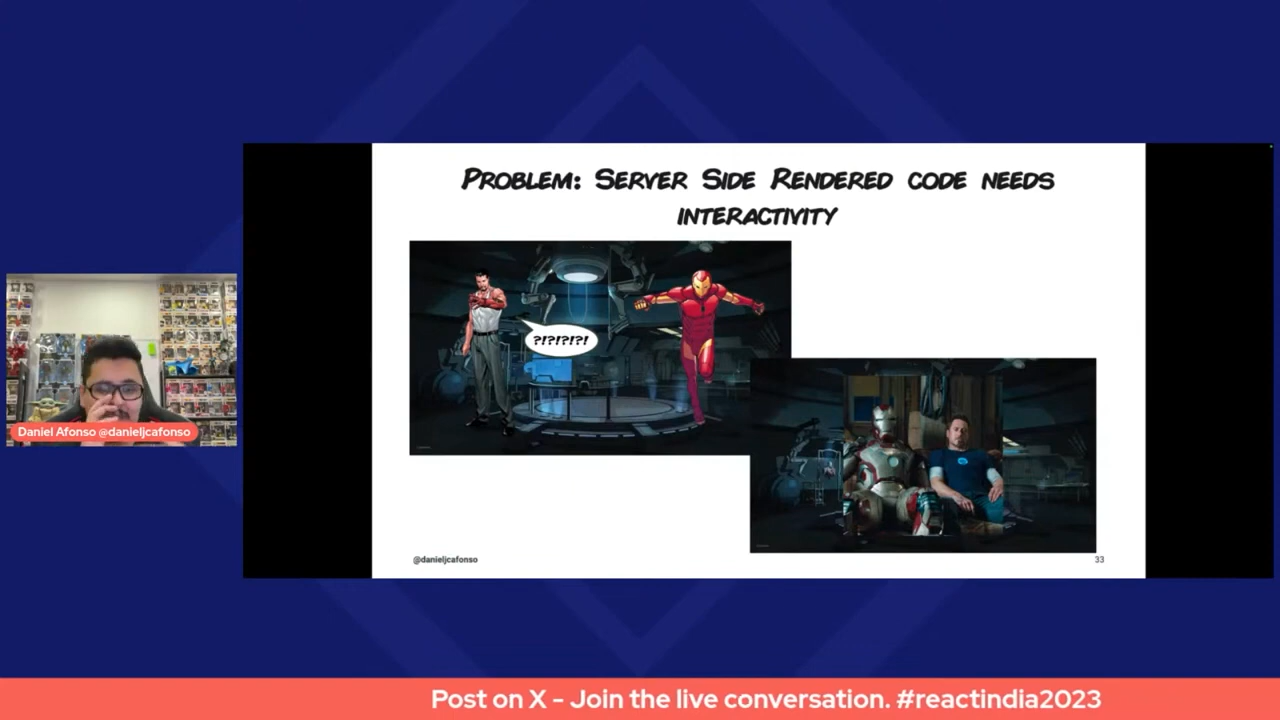 Problem: Server Side Rendered code needs
interactivity
?!?!?!?!
Daniel Afonso @danieljcafonso
@danieljcafonso
33
Post on X - Join the live conversation. #reactindia2023